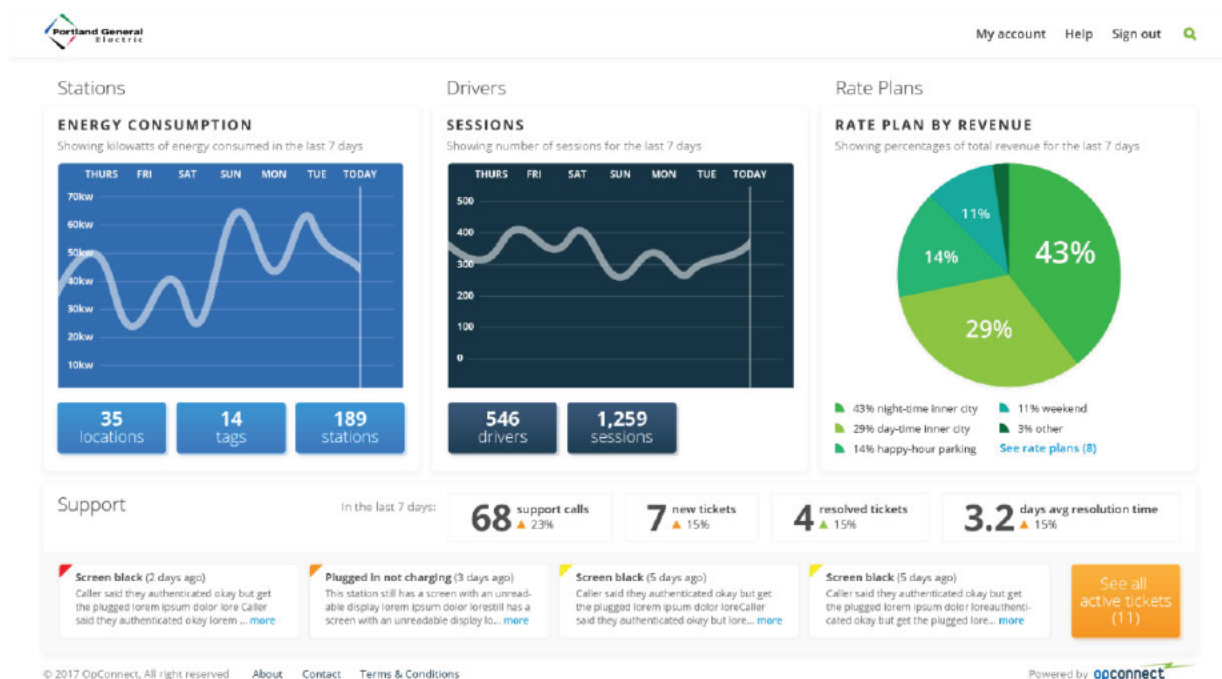 Portland General
Electric
My account Help Sign out
Stations
ENERGY CONSUMPTION
Showing kilowatts of energy consumed in the last 7 days
THURS FRI SAT SUN MON TUE TODAY
70kw
60kw
50kw
40kw
30kw
20kw
10kw
35
locations
14
tags
189
stations
Drivers
SESSIONS
Showing number of sessions for the last 7 days
THURS FRI SAT SUN MON TUE TODAY
500
400
300
200
100
0
546
drivers
1,259
sessions
Rate Plans
RATE PLAN BY REVENUE
Showing percentages of total revenue for the last 7 days
11%
43%
14%
29%
43% night-time inner city
29% day-time inner city
14% happy-hour parking
11% weekend
3% other
See rate plans (8)
Support
In the last 7 days:
68 support calls
23%
7 new tickets
15%
4 resolved tickets
15%
3.2 days avg resolution time
15%
Screen black (2 days ago)
Caller said they authenticated okay but get
the plugged lorem ipsum dolor lore Caller
said they authenticated okay lorem ... more
Plugged in not charging (3 days ago)
This station still has a screen with an unread-
able display lorem ipsum dolor lorestill has a
screen with an unreadable display lo... more
Screen black (5 days ago)
Caller said they authenticated okay but get
the plugged lorem ipsum dolor loreCaller
said they authenticated okay but lore... more
Screen black (5 days ago)
Caller said they authenticated okay but get
the plugged lorem ipsum dolor loreauthenti-
cated okay but get the plugged lore... more
See all
active tickets
(11)
© 2017 OpConnect, All right reserved About Contact Terms & Conditions
Powered by opconnect